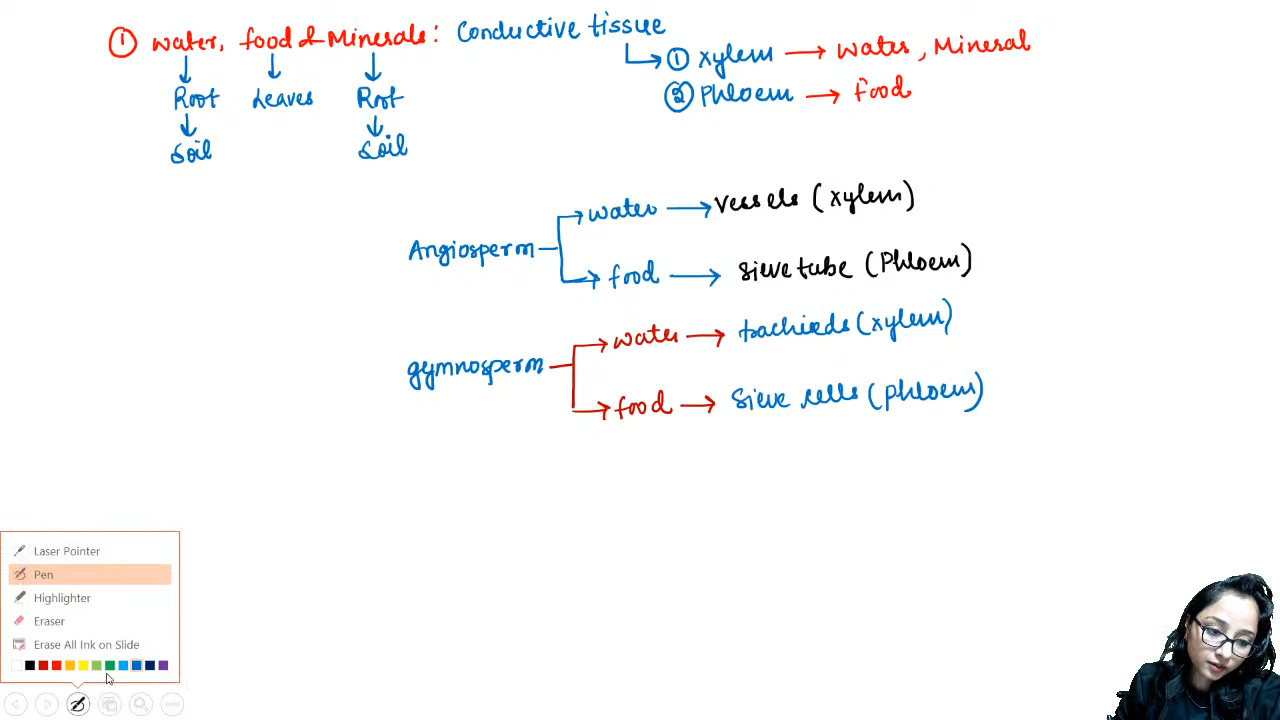 ① water, food & Minerals: Conductive tissue
① Xylem → water, Mineral
Root Leaves Root
② Phloem → food
Soil Soil
water → vessels (xylem)
Angiosperm
food → Sieve tube (Phloem)
water → tracheids (xylem)
gymnosperm
food → Sieve cells (phloem)
Laser Pointer
Pen
Highlighter
Eraser
Erase All Ink on Slide